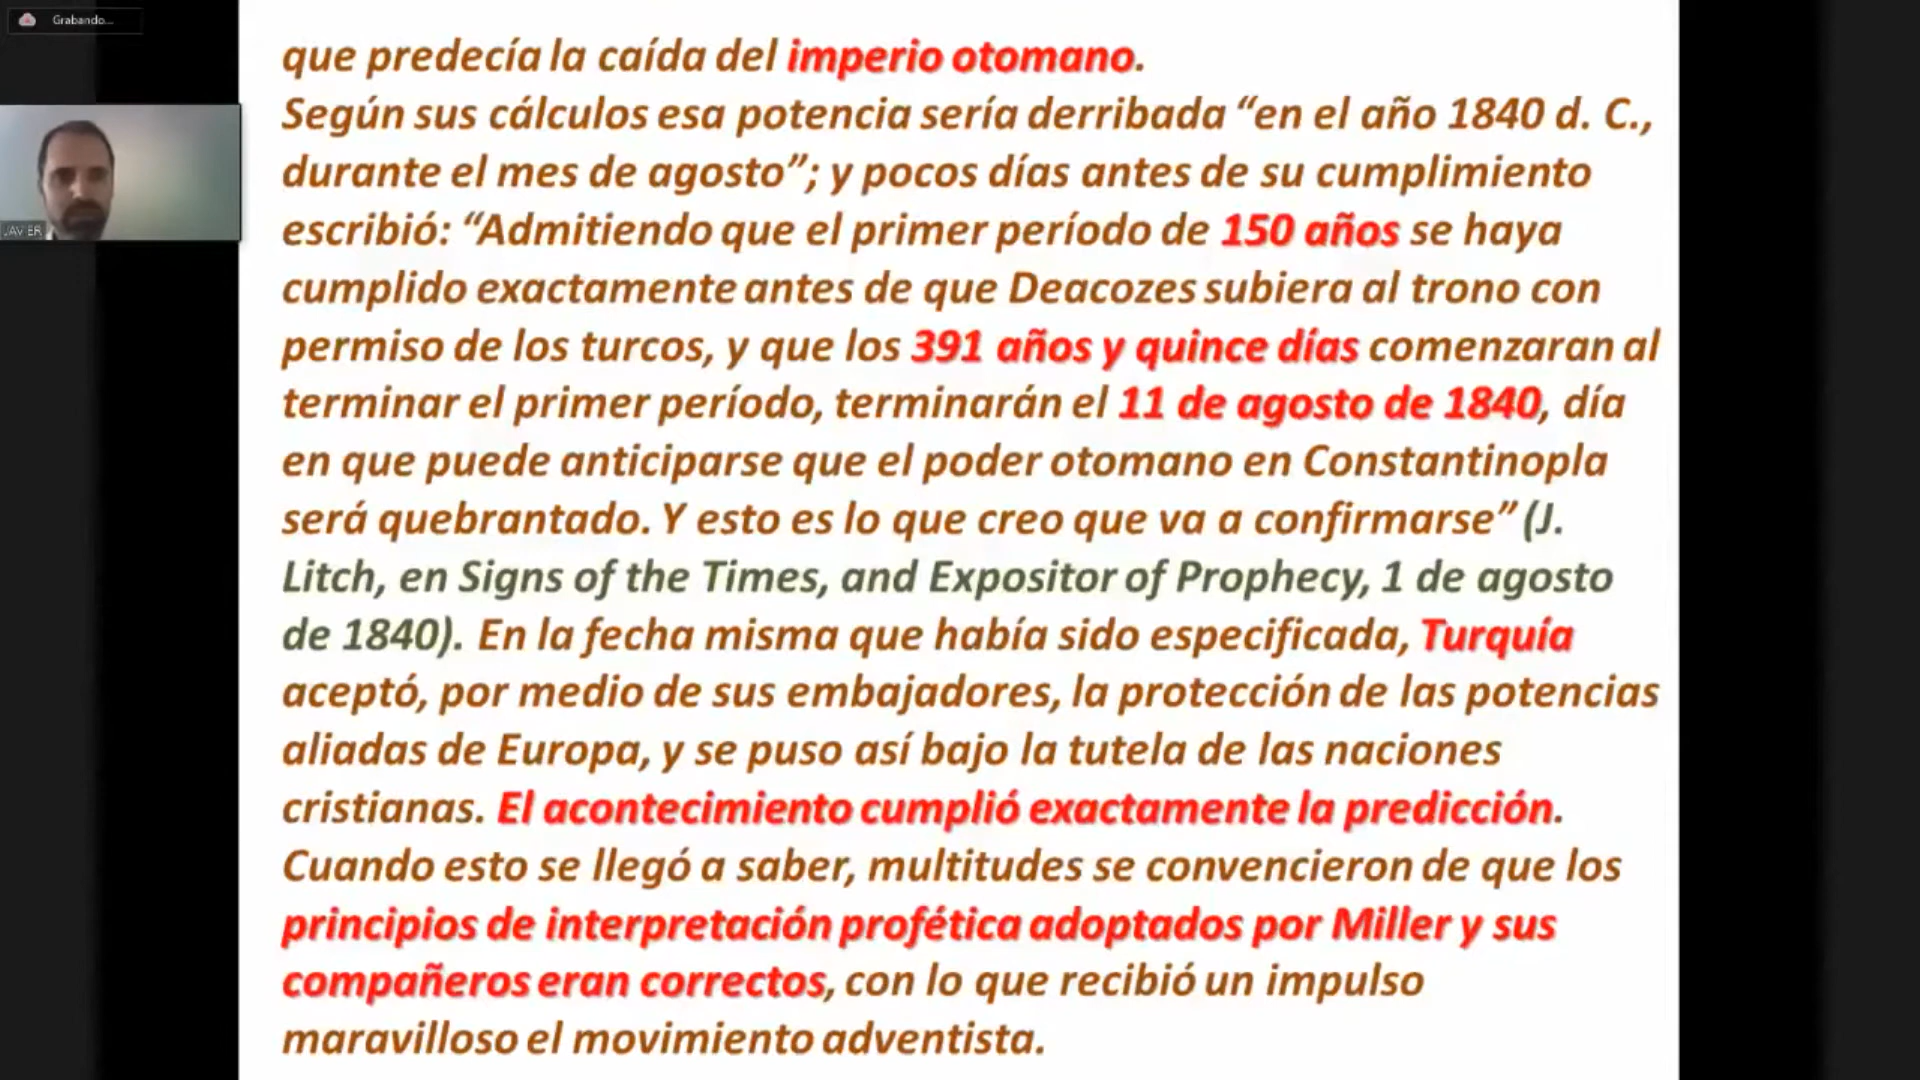 Grabando...
que predecía la caída del imperio otomano.
Según sus cálculos esa potencia sería derribada “en el año 1840 d. C.,
durante el mes de agosto”; y pocos días antes de su cumplimiento
escribió: “Admitiendo que el primer período de 150 años se haya
cumplido exactamente antes de que Deacozes subiera al trono con
permiso de los turcos, y que los 391 años y quince días comenzaran al
terminar el primer período, terminarán el 11 de agosto de 1840, día
en que puede anticiparse que el poder otomano en Constantinopla
será quebrantado. Y esto es lo que creo que va a confirmarse” (J.
Litch, en Signs of the Times, and Expositor of Prophecy, 1 de agosto
de 1840). En la fecha misma que había sido especificada, Turquía
aceptó, por medio de sus embajadores, la protección de las potencias
aliadas de Europa, y se puso así bajo la tutela de las naciones
cristianas. El acontecimiento cumplió exactamente la predicción.
Cuando esto se llegó a saber, multitudes se convencieron de que los
principios de interpretación profética adoptados por Miller y sus
compañeros eran correctos, con lo que recibió un impulso
maravilloso el movimiento adventista.
JAVIER